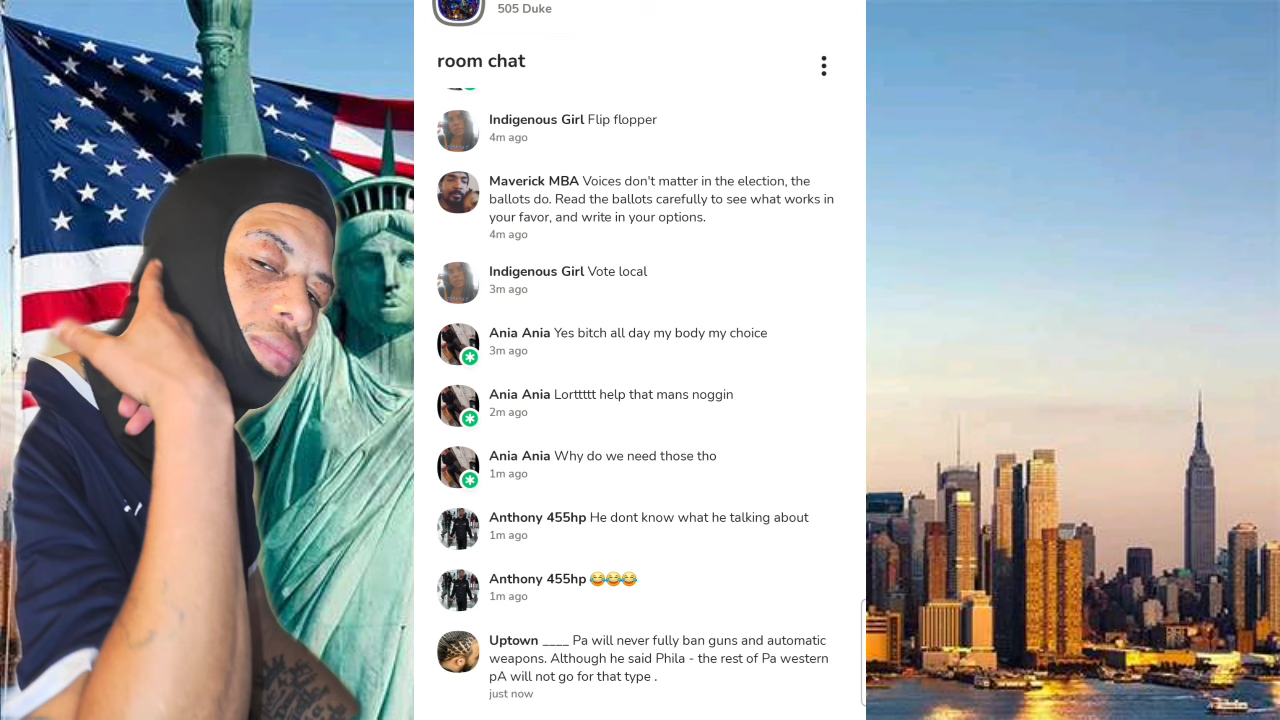 505 Duke
room chat
Indigenous Girl Flip flopper
4m ago
Maverick MBA Voices don't matter in the election, the
ballots do. Read the ballots carefully to see what works in
your favor, and write in your options.
4m ago
Indigenous Girl Vote local
3m ago
Ania Ania Yes bitch all day my body my choice
3m ago
Ania Ania Lorttttt help that mans noggin
2m ago
Ania Ania Why do we need those tho
1m ago
Anthony 455hp He dont know what he talking about
1m ago
Anthony 455hp 😂😂😂
1m ago
Uptown ____ Pa will never fully ban guns and automatic
weapons. Although he said Phila - the rest of Pa western
pA will not go for that type .
just now